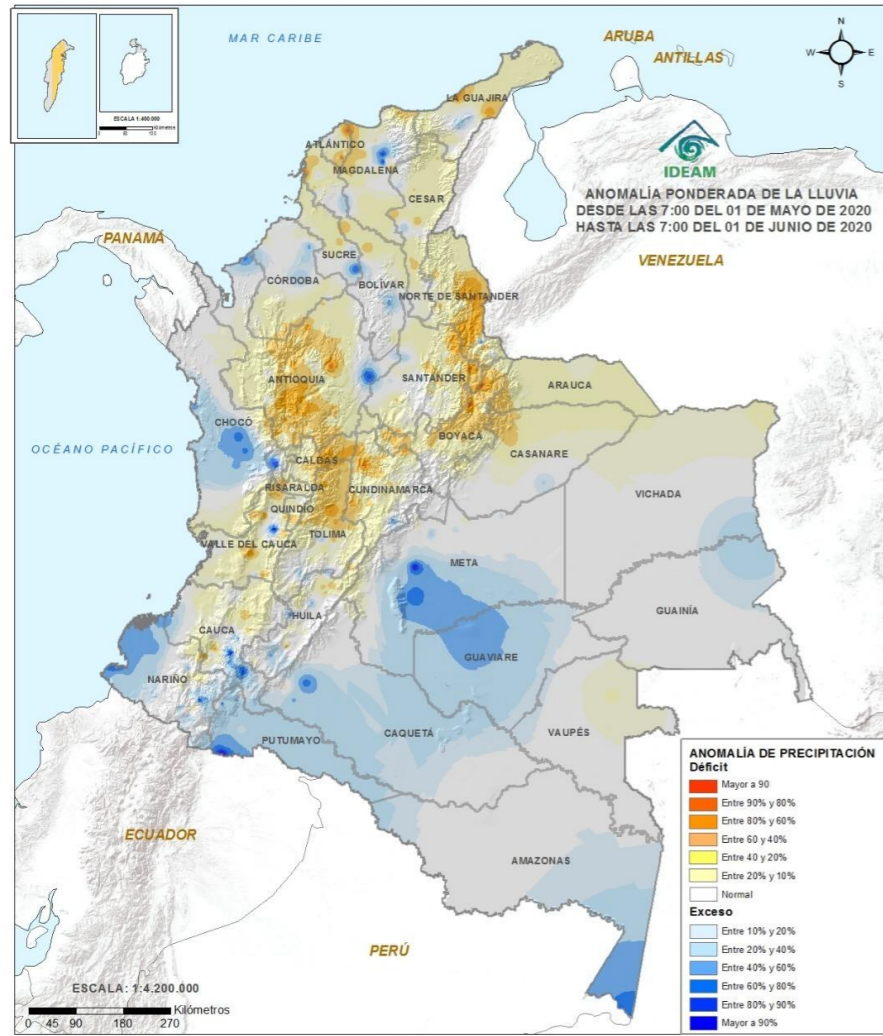 MAR CARIBE
ARUBA
ANTILLAS
N
W
E
S
ESCALA 1:400.000
LA GUAJIRA
ATLÁNTICO
MAGDALENA
CESAR
IDEAM
ANOMALÍA PONDERADA DE LA LLUVIA
DESDE LAS 7:00 DEL 01 DE MAYO DE 2020
HASTA LAS 7:00 DEL 01 DE JUNIO DE 2020
PANAMÁ
VENEZUELA
SUCRE
CÓRDOBA
BOLÍVAR
NORTE DE SANTANDER
ANTIOQUIA
SANTANDER
ARAUCA
CHOCÓ
OCÉANO PACÍFICO
BOYACÁ
CASANARE
CALDAS
RISARALDA
CUNDINAMARCA
VICHADA
QUINDÍO
TOLIMA
VALLE DEL CAUCA
META
GUAINÍA
HUILA
CAUCA
GUAVIARE
NARIÑO
CAQUETÁ
VAUPÉS
PUTUMAYO
ECUADOR
AMAZONAS
PERÚ
ANOMALÍA DE PRECIPITACIÓN
Déficit
Mayor a 90
Entre 90% y 80%
Entre 80% y 60%
Entre 60 y 40%
Entre 40 y 20%
Entre 20% y 10%
Normal
Exceso
Entre 10% y 20%
Entre 20% y 40%
Entre 40% y 60%
Entre 60% y 80%
Entre 80% y 90%
Mayor a 90%
ESCALA: 1:4.200.000
Kilómetros
0 45 90 180 270